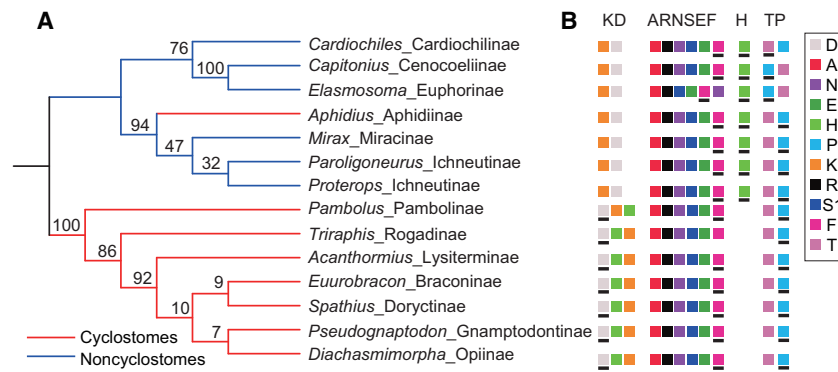 A
B
KD ARNSEF H TP
76
Cardiochiles_Cardiochilinae
100
Capitonius_Cenocoeliinae
Elasmosoma_Euphorinae
94
Aphidius_Aphidiinae
47
Mirax_Miracinae
32
Paroligoneurus_Ichneutinae
Proterops_Ichneutinae
100
Pambolus_Pambolinae
86
Triraphis_Rogadinae
92
Acanthormius_Lysiterminae
9
Euurobracon_Braconinae
10
Spathius_Doryctinae
7
Pseudognaptodon_Gnamptodontinae
Diachasmimorpha_Opiinae
Cyclostomes
Noncyclostomes
D
A
N
E
H
P
K
R
S1
F
T